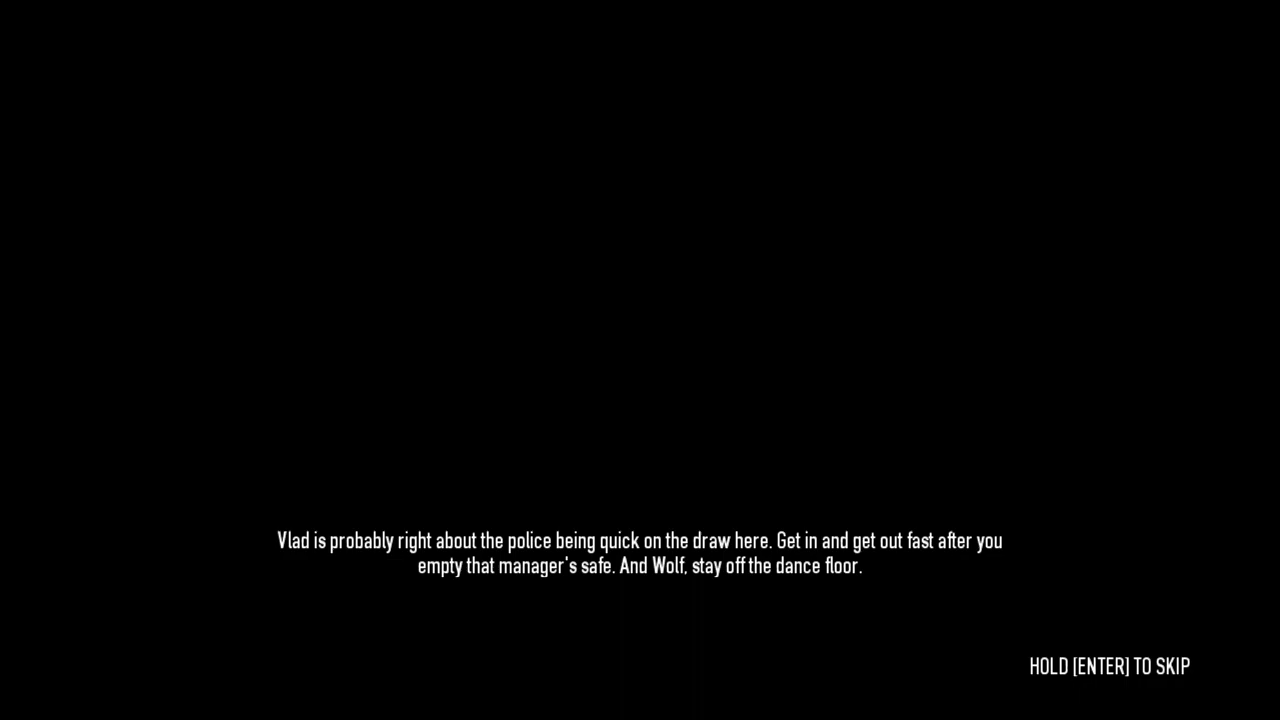 Vlad is probably right about the police being quick on the draw here. Get in and get out fast after you
empty that manager's safe. And Wolf, stay off the dance floor.
HOLD [ENTER] TO SKIP